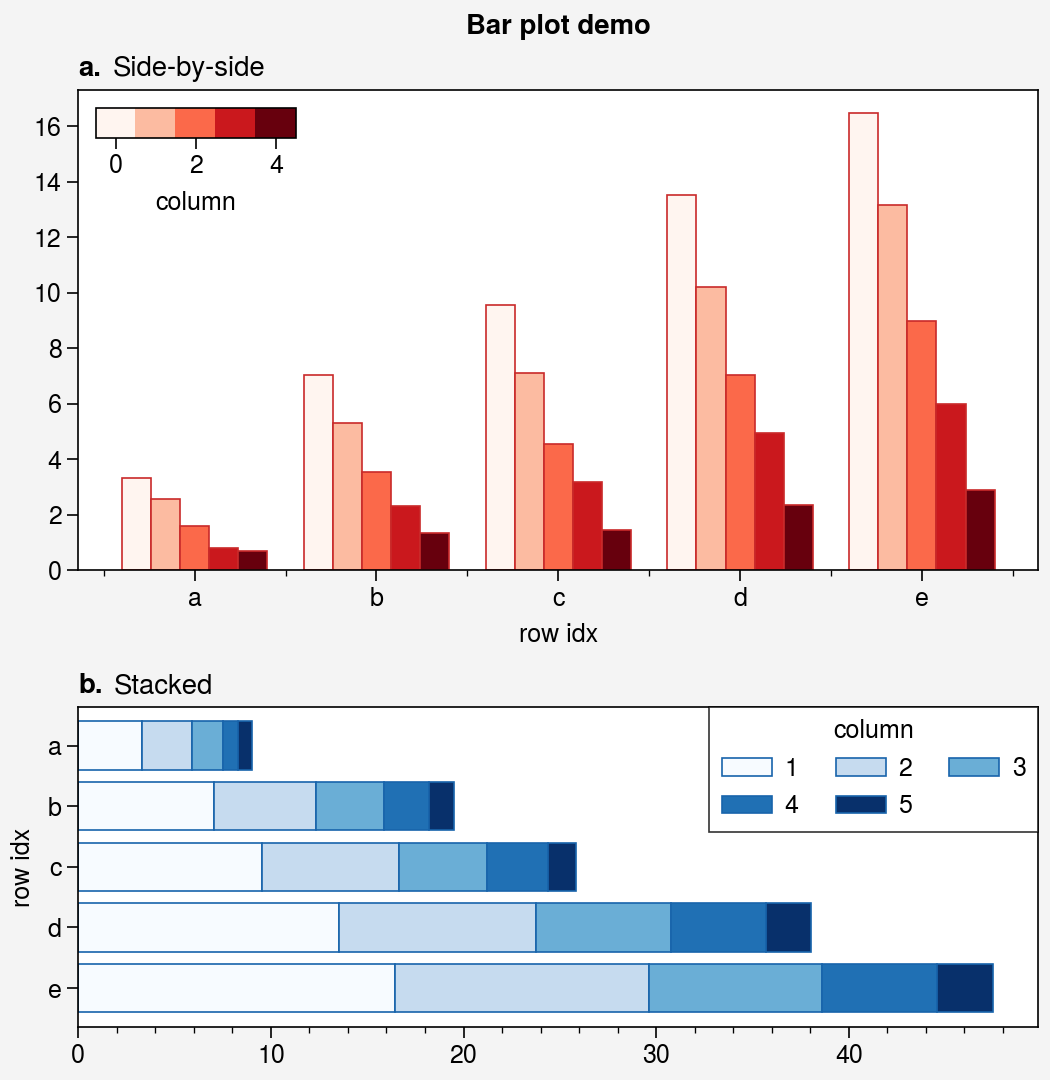 Bar plot demo
a. Side-by-side
16
14
12
10
8
6
4
2
0
0 2 4
column
a b c d e
row idx
b. Stacked
column
1 2 3
4 5
a
b
c
d
e
row idx
0 10 20 30 40